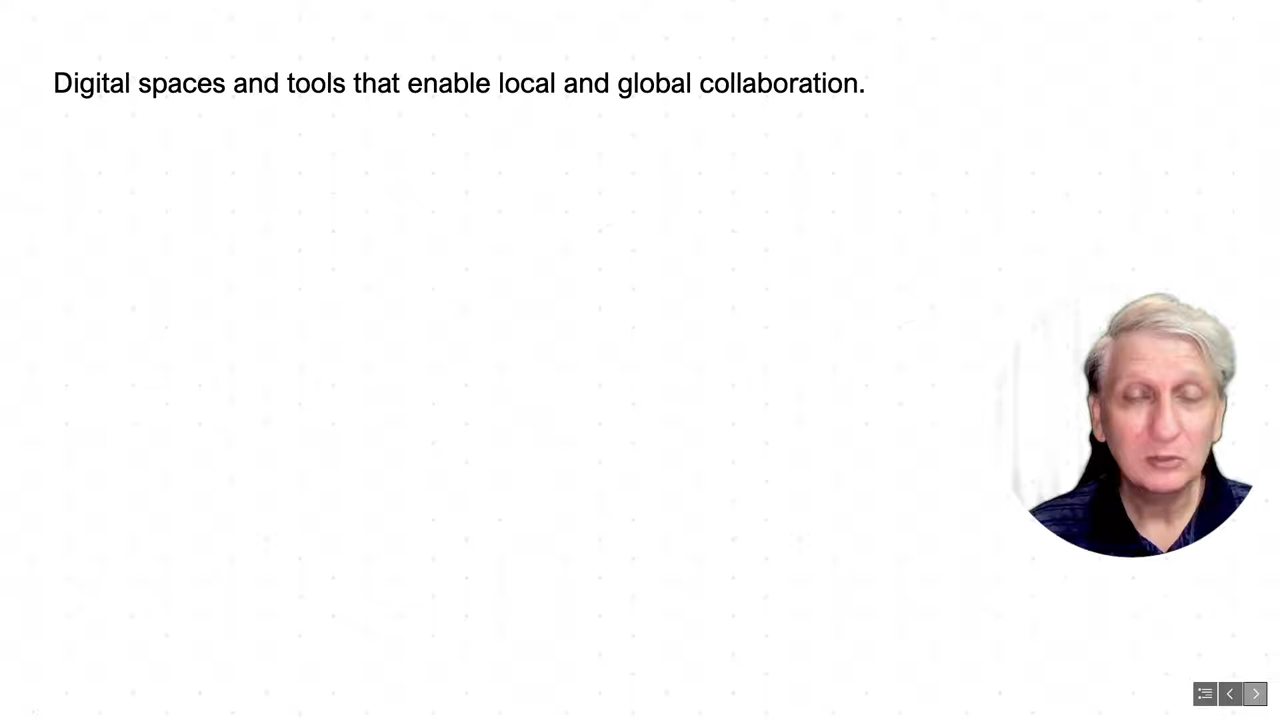 Digital spaces and tools that enable local and global collaboration.